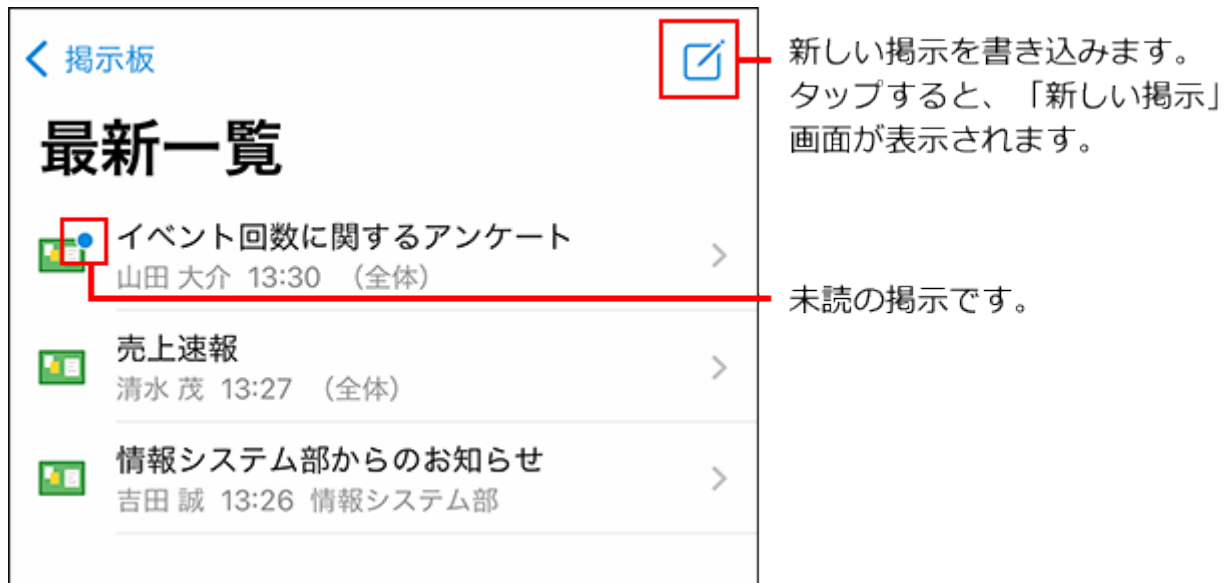 掲示板
新しい掲示を書き込みます。
タップすると、「新しい掲示」
画面が表示されます。
最新一覧
イベント回数に関するアンケート
山田 大介 13:30 （全体）
未読の掲示です。
売上速報
清水 茂 13:27 （全体）
情報システム部からのお知らせ
吉田 誠 13:26 情報システム部